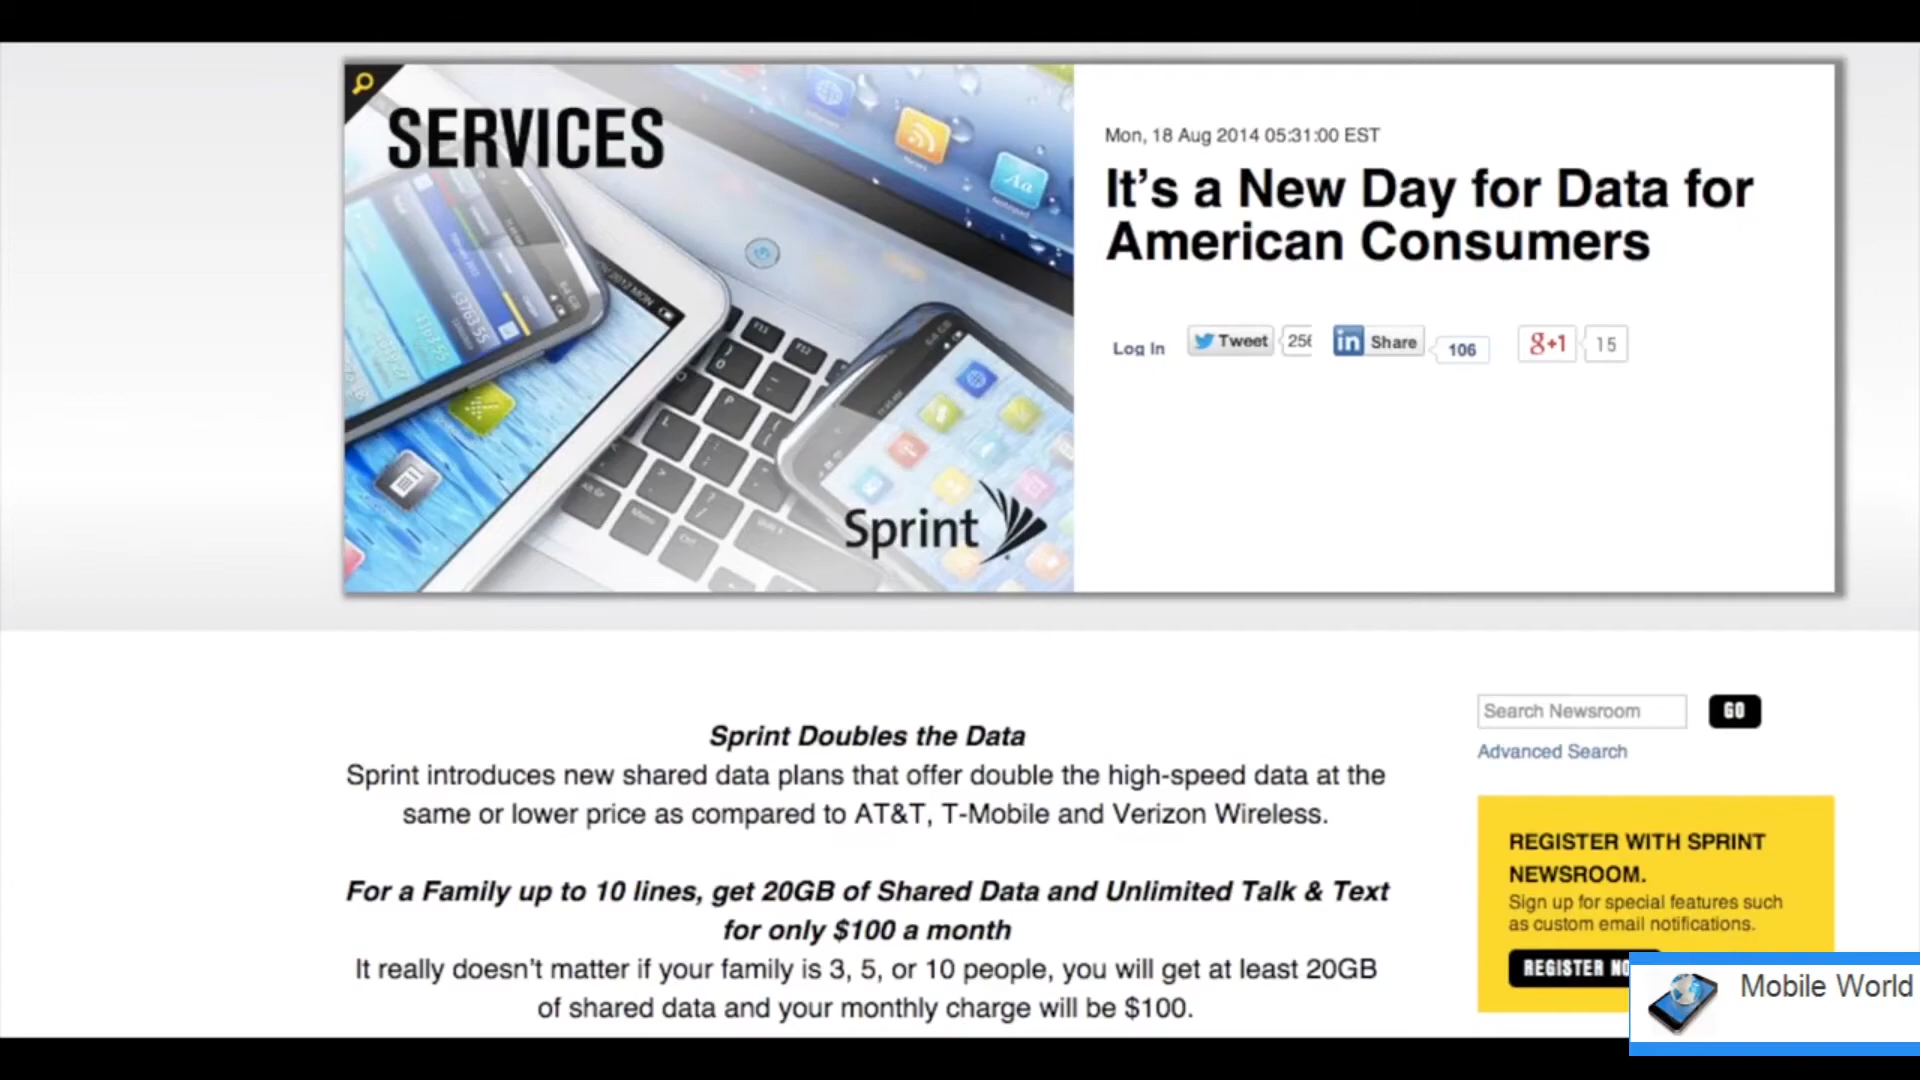 SERVICES
Sprint
Mon, 18 Aug 2014 05:31:00 EST
It’s a New Day for Data for
American Consumers
Log In
Tweet
Share
106
g+1
15
Search Newsroom
GO
Advanced Search
Sprint Doubles the Data
Sprint introduces new shared data plans that offer double the high-speed data at the
same or lower price as compared to AT&T, T-Mobile and Verizon Wireless.
For a Family up to 10 lines, get 20GB of Shared Data and Unlimited Talk & Text
for only $100 a month
It really doesn’t matter if your family is 3, 5, or 10 people, you will get at least 20GB
of shared data and your monthly charge will be $100.
REGISTER WITH SPRINT
NEWSROOM.
Sign up for special features such
as custom email notifications.
REGISTER
Mobile World